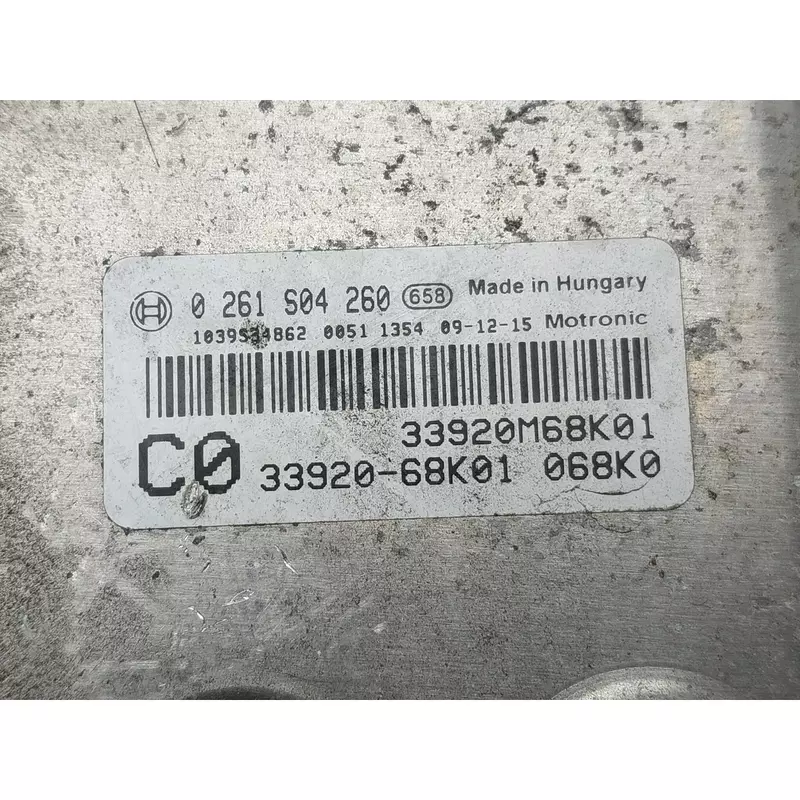 0 261 S04 260 658 Made in Hungary
1039S34862 0051 1354 09-12-15 Motronic
33920M68K01
C0 33920-68K01 068K0